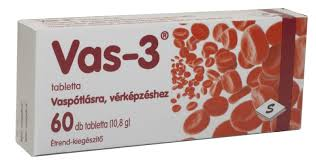 Vas-3®
tabletta
Vaspótlásra, vérképzéshez
60 db tabletta (10,8 g)
Étrend-kiegészítő
S